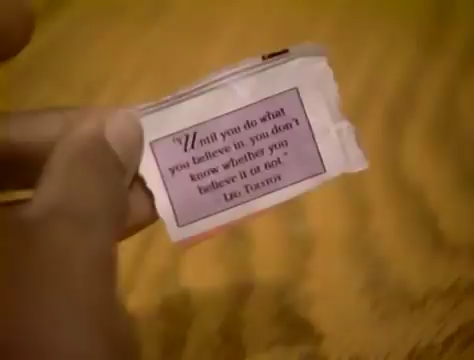 "Until you do what
you believe in, you don't
know whether you
believe it or not."
Leo Tolstoy